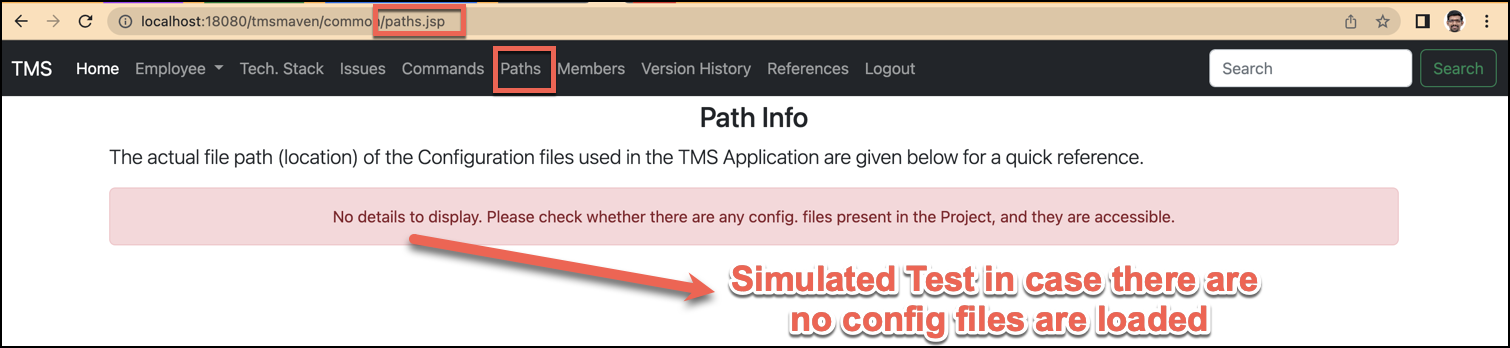 localhost:18080/tmsmaven/common/paths.jsp
TMS Home Employee Tech. Stack Issues Commands Paths Members Version History References Logout Search Search
Path Info
The actual file path (location) of the Configuration files used in the TMS Application are given below for a quick reference.
No details to display. Please check whether there are any config. files present in the Project, and they are accessible.
Simulated Test in case there are
no config files are loaded